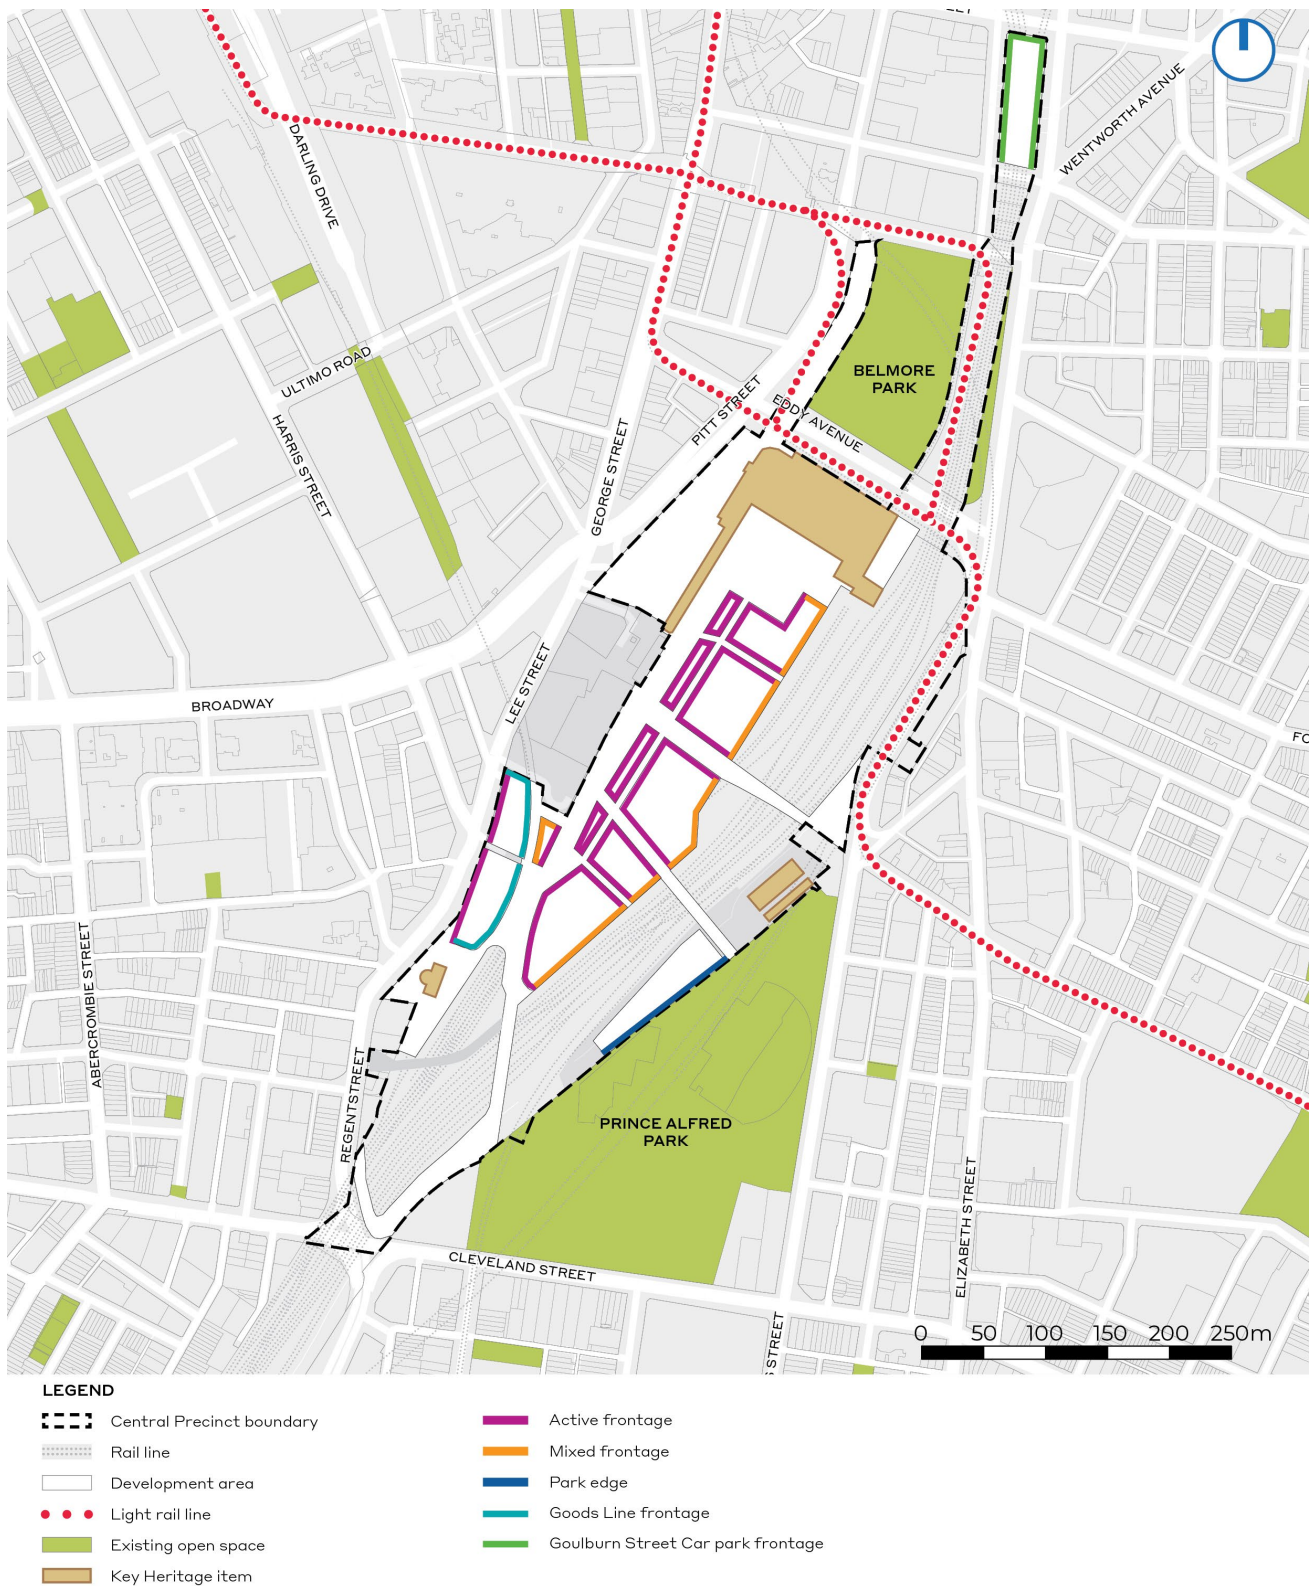 WENTWORTH AVENUE
DARLING DRIVE
ULTIMO ROAD
HARRIS STREET
BELMORE
PARK
PITT STREET
EDDY AVENUE
GEORGE STREET
LEE STREET
BROADWAY
FO
ABERCROMBIE STREET
REGENT STREET
PRINCE ALFRED
PARK
ELIZABETH STREET
CLEVELAND STREET
S STREET
0 50 100 150 200 250m
LEGEND
Central Precinct boundary
Rail line
Development area
Light rail line
Existing open space
Key Heritage item
Active frontage
Mixed frontage
Park edge
Goods Line frontage
Goulburn Street Car park frontage